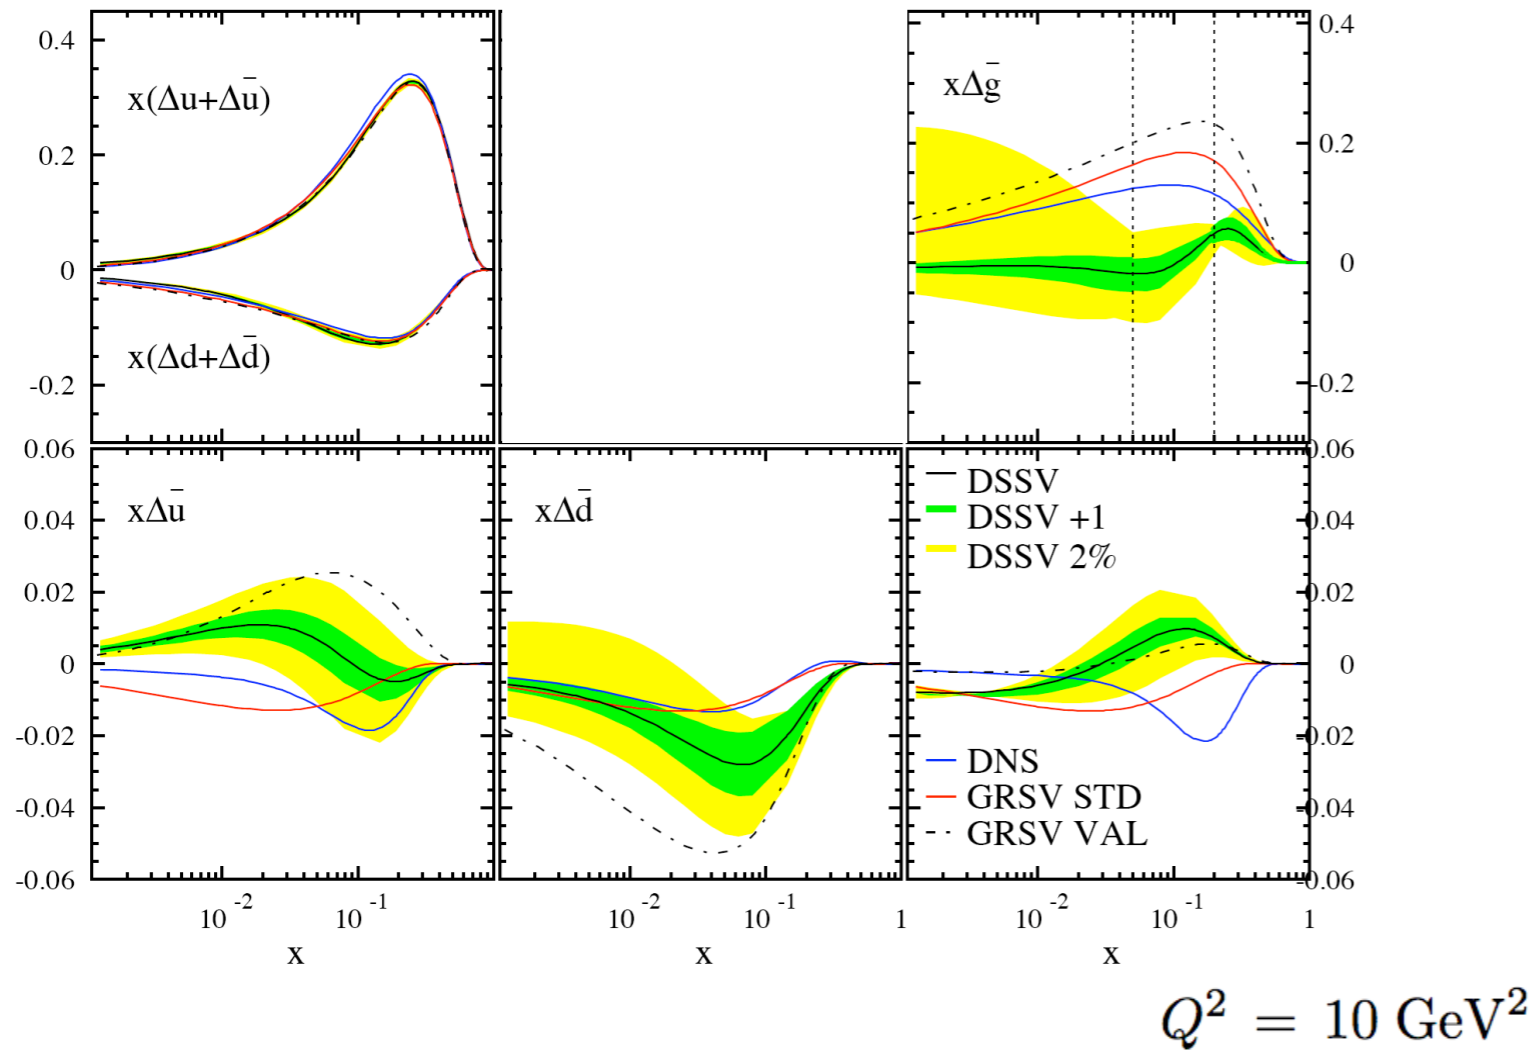 0.4
0.2
0
-0.2
x(Δu+Δū)
x(Δd+Δd̄)
xΔḡ
0.4
0.2
0
-0.2
0.06
0.04
0.02
0
-0.02
-0.04
-0.06
xΔū
xΔd̄
DSSV
DSSV +1
DSSV 2%
DNS
GRSV STD
GRSV VAL
0.06
0.04
0.02
0
-0.02
-0.04
-0.06
10⁻² 10⁻¹
10⁻² 10⁻¹ 1
10⁻² 10⁻¹ 1
x
x
x
Q² = 10 GeV²